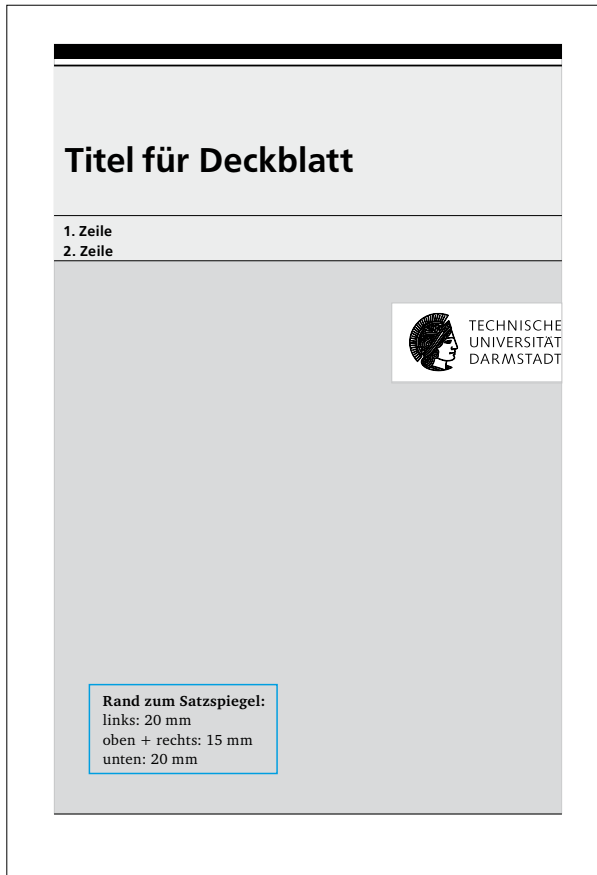 Titel für Deckblatt
1. Zeile
2. Zeile
TECHNISCHE
UNIVERSITÄT
DARMSTADT
Rand zum Satzspiegel:
links: 20 mm
oben + rechts: 15 mm
unten: 20 mm